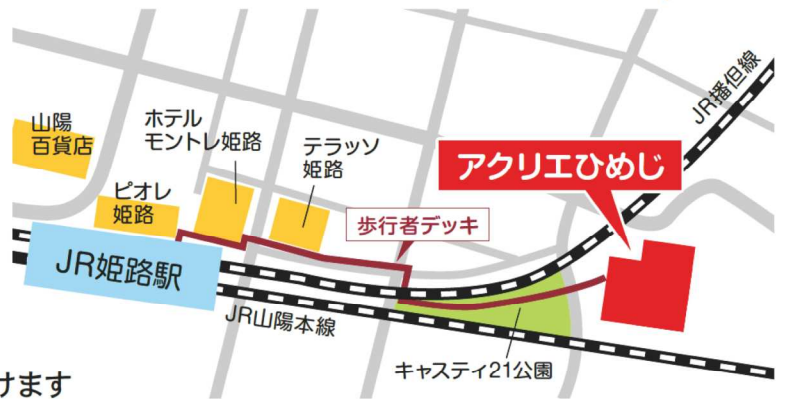 JR播但線
山陽
百貨店
ホテル
モントレ姫路
テラッソ
姫路
アクリエひめじ
ピオレ
姫路
歩行者デッキ
JR姫路駅
JR山陽本線
キャスティ21公園
けます